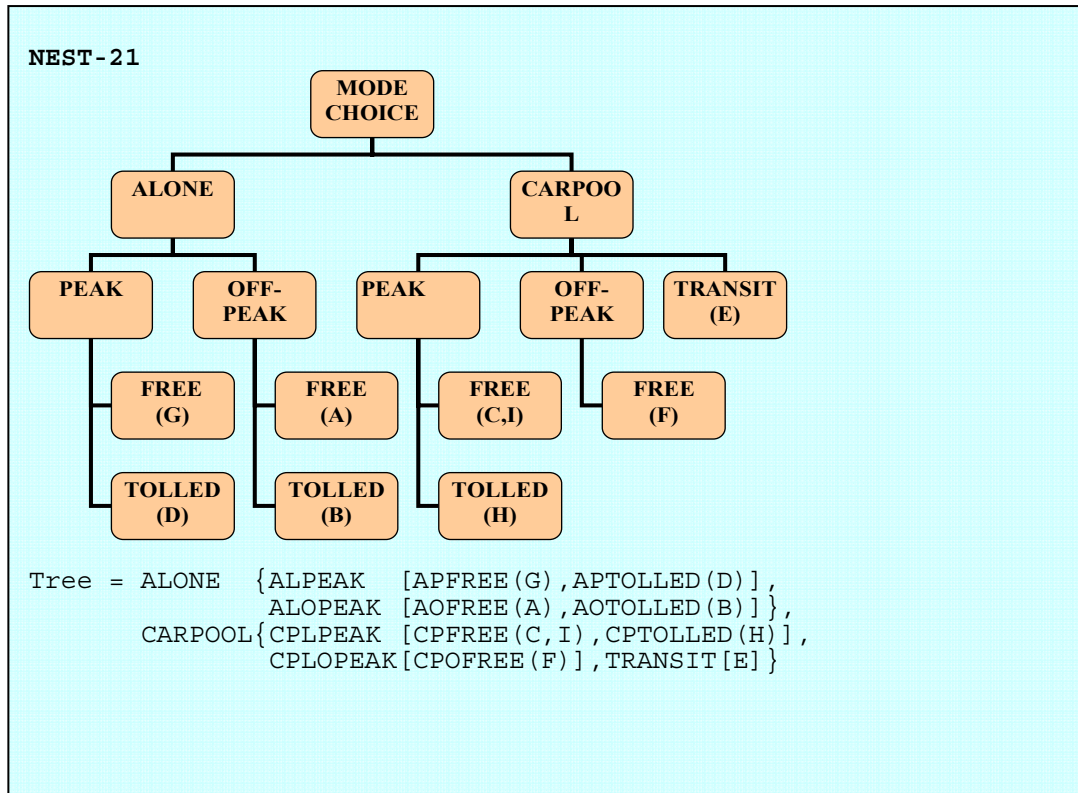 NEST-21
MODE
CHOICE
ALONE
CARPOO
L
PEAK
OFF-
PEAK
PEAK
OFF-
PEAK
TRANSIT
(E)
FREE
(G)
FREE
(A)
FREE
(C,I)
FREE
(F)
TOLLED
(D)
TOLLED
(B)
TOLLED
(H)
Tree = ALONE {ALPEAK [APFREE(G),APTOLLED(D)],
ALOPEAK [AOFREE(A),AOTOLLED(B)]},
CARPOOL{CPLPEAK [CPFREE(C,I),CPTOLLED(H)],
CPLOPEAK[CPOFREE(F)],TRANSIT[E]}